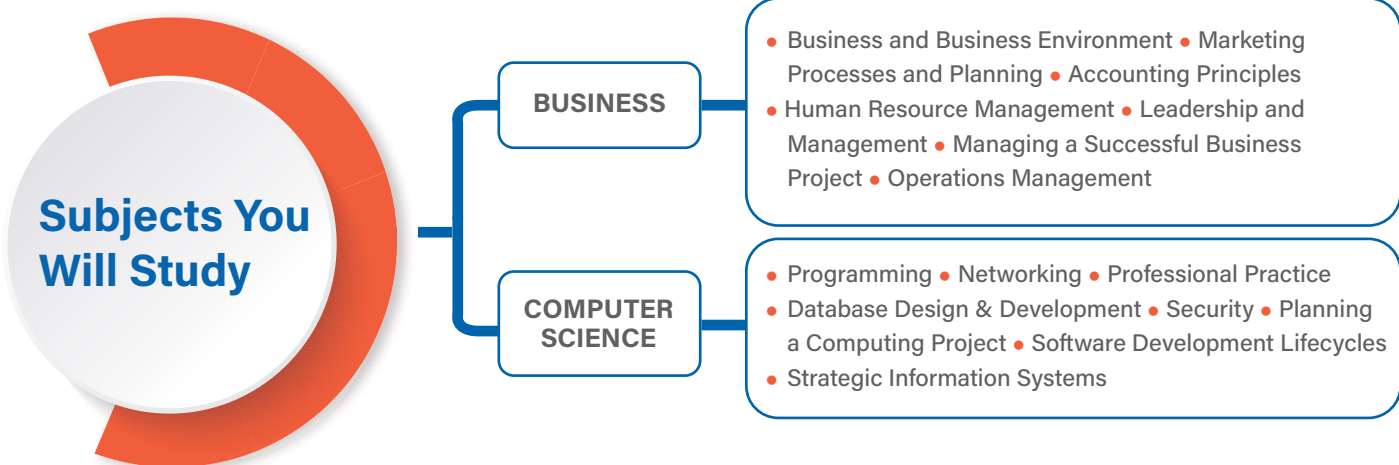 Subjects You
Will Study
BUSINESS
• Business and Business Environment • Marketing
Processes and Planning • Accounting Principles
• Human Resource Management • Leadership and
Management • Managing a Successful Business
Project • Operations Management
COMPUTER
SCIENCE
• Programming • Networking • Professional Practice
• Database Design & Development • Security • Planning
a Computing Project • Software Development Lifecycles
• Strategic Information Systems